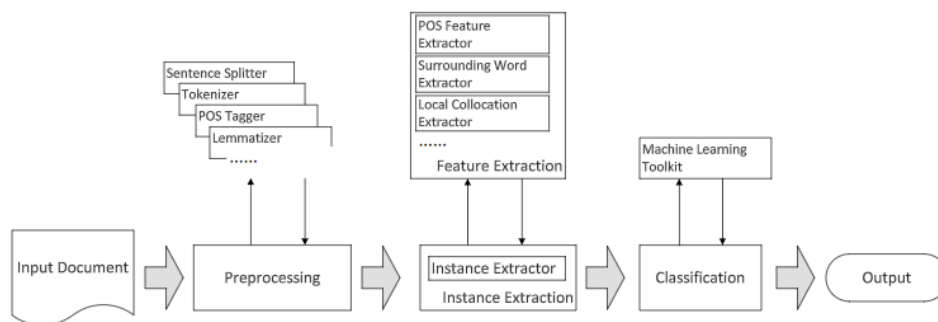 POS Feature
Extractor
Surrounding Word
Extractor
Local Collocation
Extractor
......
Feature Extraction
Sentence Splitter
Tokenizer
POS Tagger
Lemmatizer
......
Machine Learning
Toolkit
Input Document
Preprocessing
Instance Extractor
Instance Extraction
Classification
Output